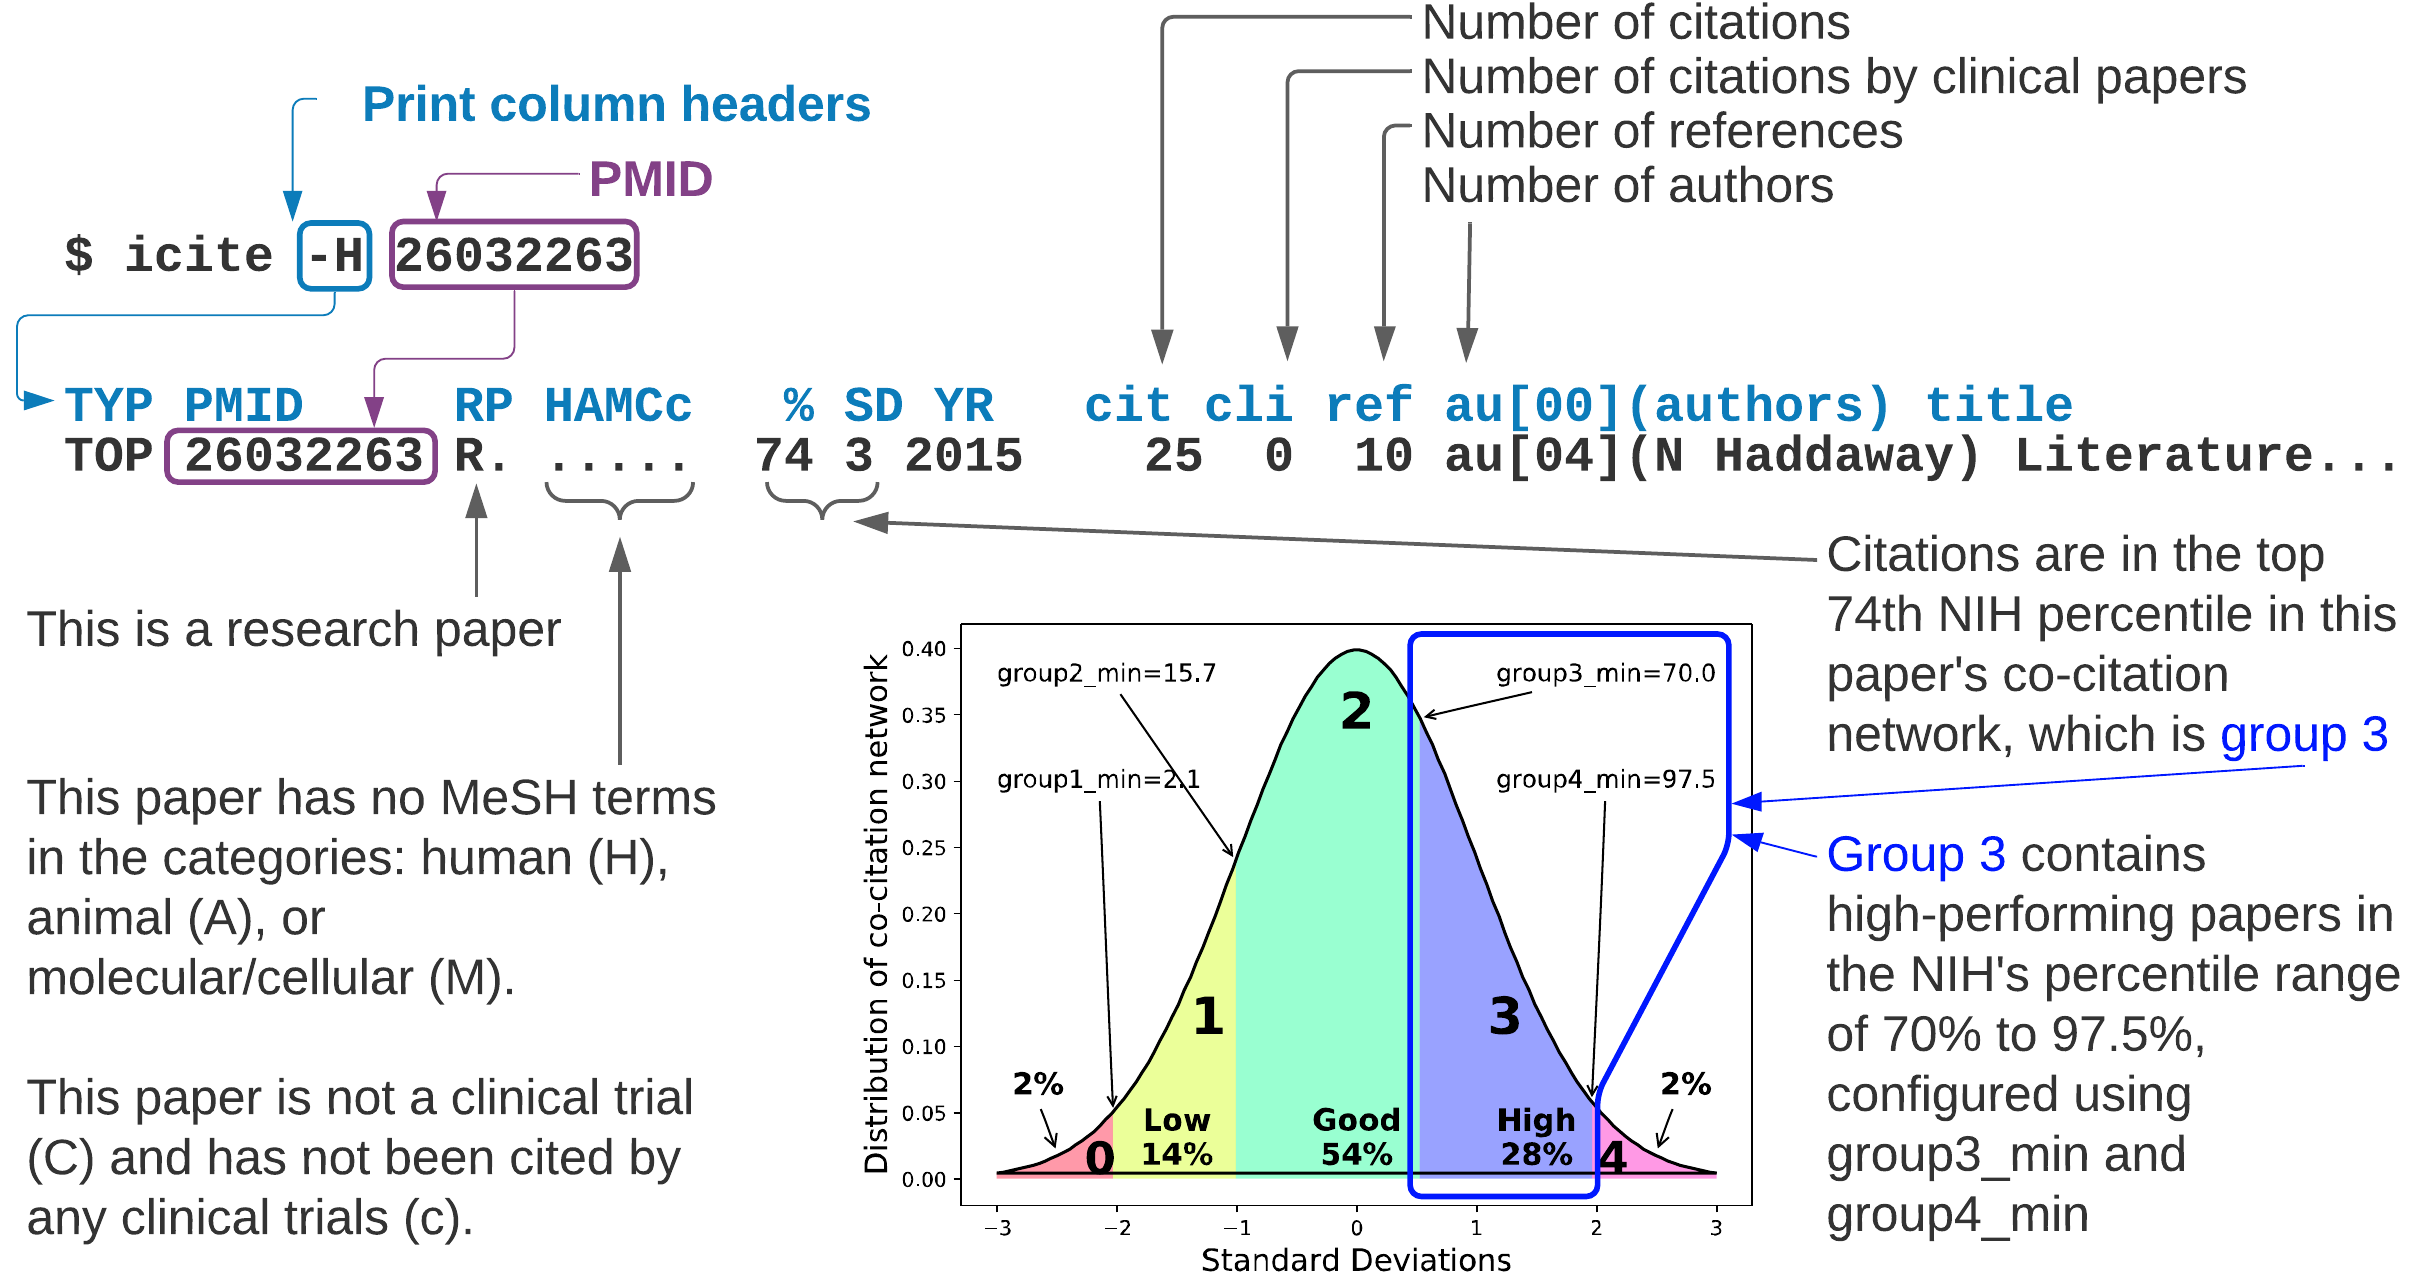 Number of citations
Number of citations by clinical papers
Number of references
Number of authors
Print column headers
PMID
$ icite -H 26032263
TYP PMID RP HAMCc % SD YR cit cli ref au[00](authors) title
TOP 26032263 R. ..... 74 3 2015 25 0 10 au[04](N Haddaway) Literature...
This is a research paper
This paper has no MeSH terms
in the categories: human (H),
animal (A), or
molecular/cellular (M).
This paper is not a clinical trial
(C) and has not been cited by
any clinical trials (c).
Distribution of co-citation network
0.40
0.35
0.30
0.25
0.20
0.15
0.10
0.05
0.00
group2_min=15.7
group3_min=70.0
group1_min=2.1
group4_min=97.5
2
1
3
2%
2%
Low
14%
Good
54%
High
28%
0
4
−3
−2
−1
0
1
2
3
Standard Deviations
Citations are in the top
74th NIH percentile in this
paper's co-citation
network, which is group 3
Group 3 contains
high-performing papers in
the NIH's percentile range
of 70% to 97.5%,
configured using
group3_min and
group4_min